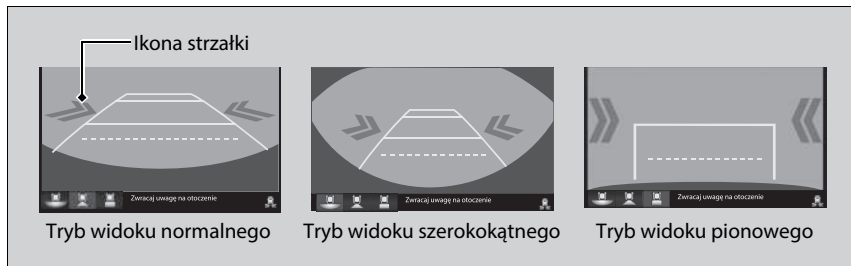 Ikona strzałki
Zwracaj uwagę na otoczenie
Zwracaj uwagę na otoczenie
Zwracaj uwagę na otoczenie
Tryb widoku normalnego
Tryb widoku szerokokątnego
Tryb widoku pionowego